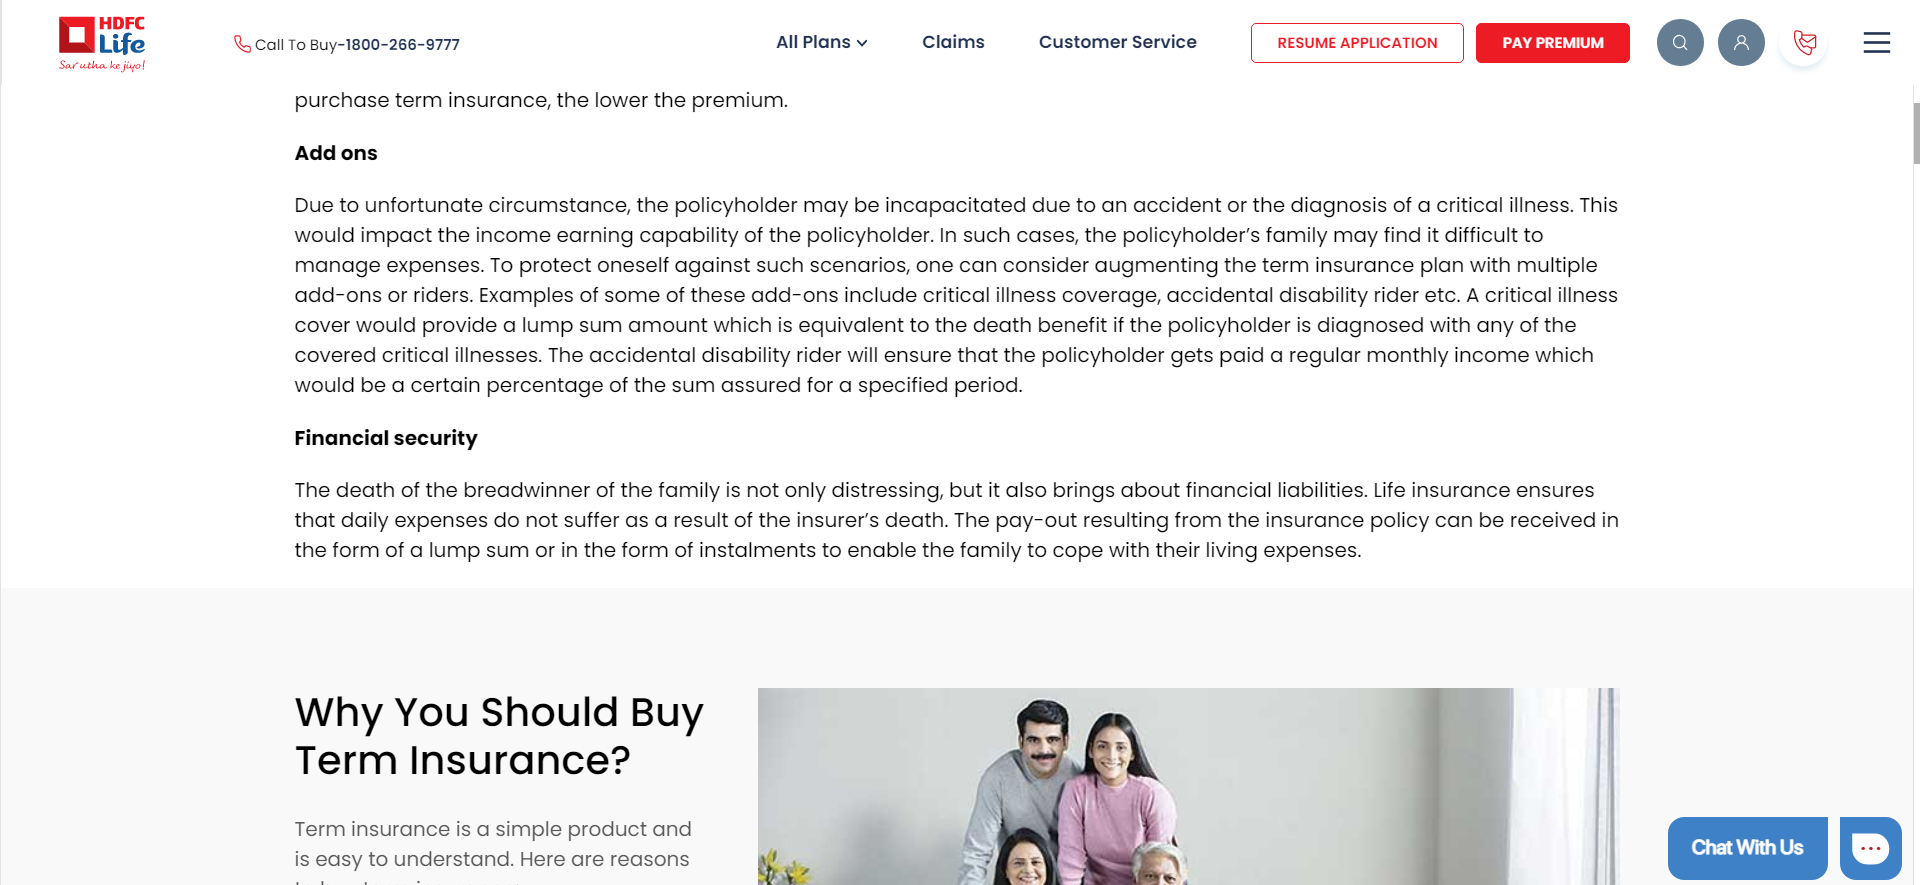 HDFC
Life
Sar utha ke jiyo!
Call To Buy-1800-266-9777
All Plans
Claims
Customer Service
RESUME APPLICATION
PAY PREMIUM
purchase term insurance, the lower the premium.
Add ons
Due to unfortunate circumstance, the policyholder may be incapacitated due to an accident or the diagnosis of a critical illness. This
would impact the income earning capability of the policyholder. In such cases, the policyholder’s family may find it difficult to
manage expenses. To protect oneself against such scenarios, one can consider augmenting the term insurance plan with multiple
add-ons or riders. Examples of some of these add-ons include critical illness coverage, accidental disability rider etc. A critical illness
cover would provide a lump sum amount which is equivalent to the death benefit if the policyholder is diagnosed with any of the
covered critical illnesses. The accidental disability rider will ensure that the policyholder gets paid a regular monthly income which
would be a certain percentage of the sum assured for a specified period.
Financial security
The death of the breadwinner of the family is not only distressing, but it also brings about financial liabilities. Life insurance ensures
that daily expenses do not suffer as a result of the insurer’s death. The pay-out resulting from the insurance policy can be received in
the form of a lump sum or in the form of instalments to enable the family to cope with their living expenses.
Why You Should Buy
Term Insurance?
Term insurance is a simple product and
is easy to understand. Here are reasons
Chat With Us